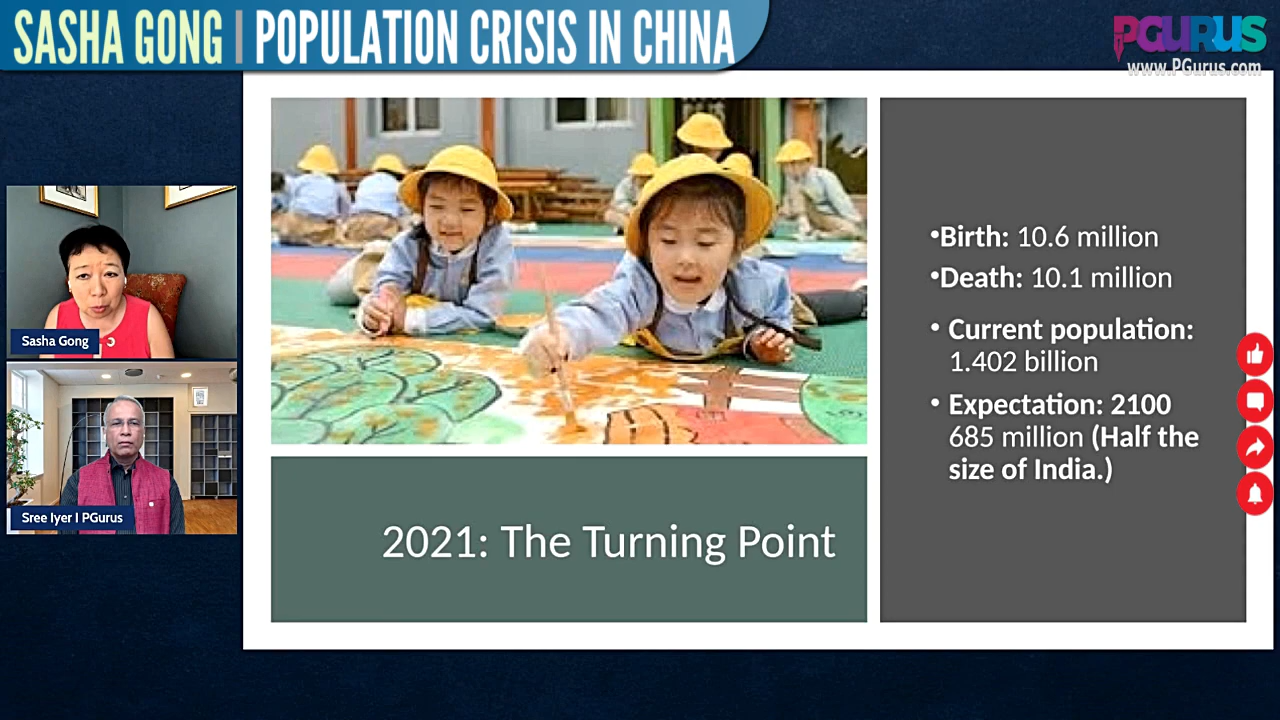 SASHA GONG | POPULATION CRISIS IN CHINA
PGURUS
www.PGurus.com
Sasha Gong
Sree Iyer I PGurus
•Birth: 10.6 million
•Death: 10.1 million
• Current population:
1.402 billion
• Expectation: 2100
685 million (Half the
size of India.)
2021: The Turning Point